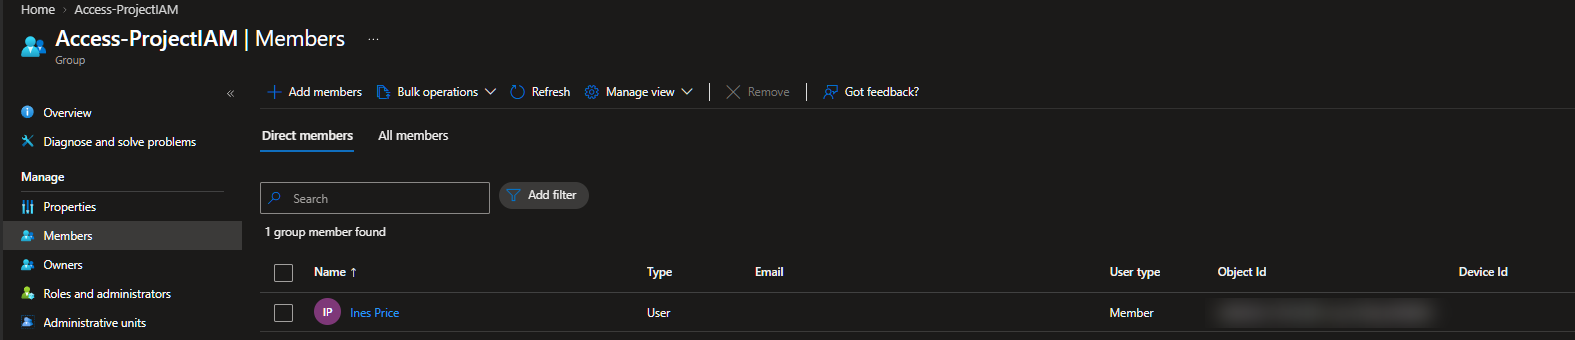 Home > Access-ProjectIAM
Access-ProjectIAM | Members ...
Group
«
Add members Bulk operations Refresh Manage view Remove Got feedback?
Overview
Diagnose and solve problems
Manage
Properties
Members
Owners
Roles and administrators
Administrative units
Direct members All members
Search Add filter
1 group member found
Name ↑ Type Email User type Object Id Device Id
IP Ines Price User Member